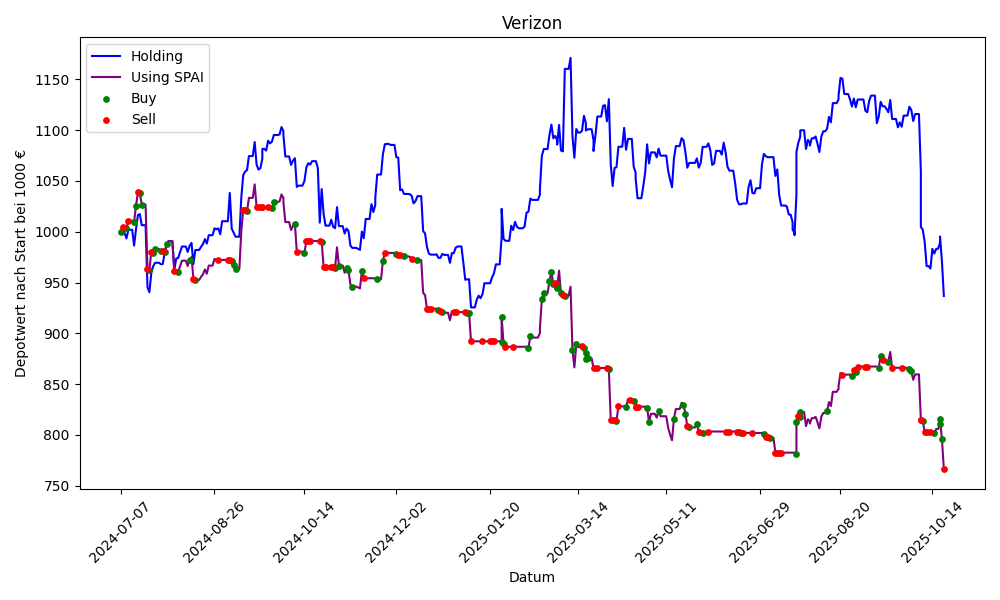 Verizon
Holding
Using SPAI
Buy
Sell
Depotwert nach Start bei 1000 €
1150
1100
1050
1000
950
900
850
800
750
2024-07-07
2024-08-26
2024-10-14
2024-12-02
2025-01-20
2025-03-14
2025-05-11
2025-06-29
2025-08-20
2025-10-14
Datum